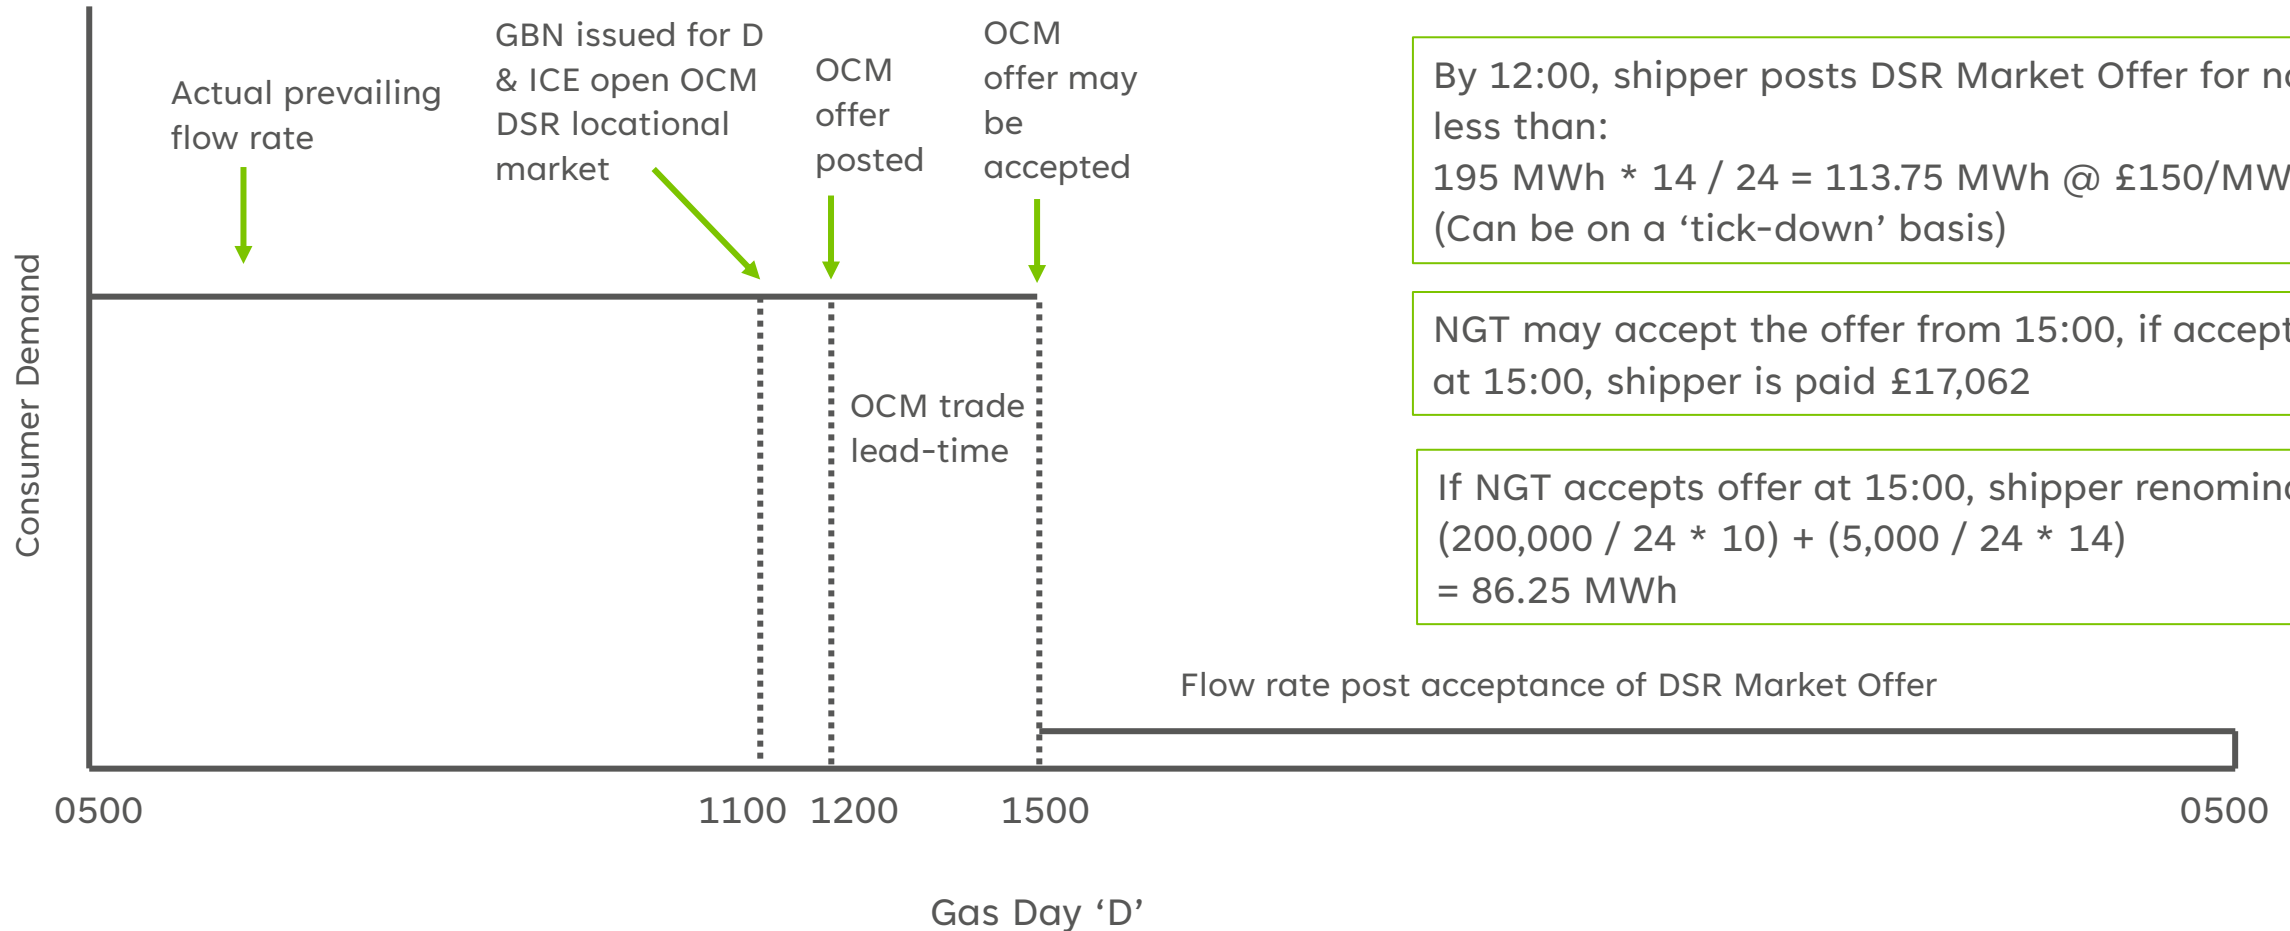 GBN issued for D
& ICE open OCM
DSR locational
market
OCM
offer
posted
OCM
offer may
be
accepted
Actual prevailing
flow rate
By 12:00, shipper posts DSR Market Offer for
less than:
195 MWh * 14 / 24 = 113.75 MWh @
(Can be on a ‘tick-down’ basis)
NGT may accept the offer from 15:00, if
at 15:00, shipper is paid £17,062
If NGT accepts offer at 15:00, shipper
(200,000 / 24 * 10) + (5,000 / 24 * 14)
= 86.25 MWh
Consumer Demand
OCM trade
lead-time
Flow rate post acceptance of DSR Market Offer
0500 1100 1200 1500 0500
Gas Day ‘D’